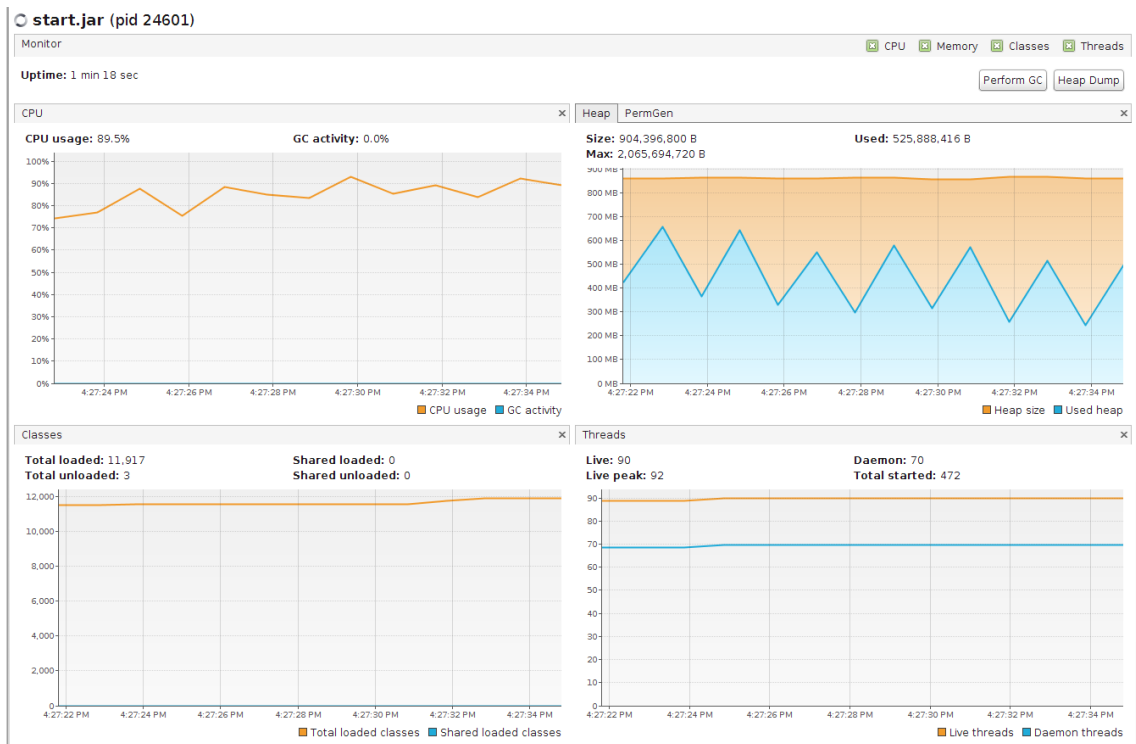 start.jar (pid 24601)
Monitor
CPU Memory Classes Threads
Uptime: 1 min 18 sec
Perform GC Heap Dump
CPU
CPU usage: 89.5% GC activity: 0.0%
100%
90%
80%
70%
60%
50%
40%
30%
20%
10%
0%
4:27:24 PM 4:27:26 PM 4:27:28 PM 4:27:30 PM 4:27:32 PM 4:27:34 PM
CPU usage GC activity
Heap PermGen
Size: 904,396,800 B Used: 525,888,416 B
Max: 2,065,694,720 B
900 MB
800 MB
700 MB
600 MB
500 MB
400 MB
300 MB
200 MB
100 MB
0 MB
4:27:22 PM 4:27:24 PM 4:27:26 PM 4:27:28 PM 4:27:30 PM 4:27:32 PM 4:27:34 PM
Heap size Used heap
Classes
Total loaded: 11,917 Shared loaded: 0
Total unloaded: 3 Shared unloaded: 0
12,000
10,000
8,000
6,000
4,000
2,000
0
4:27:22 PM 4:27:24 PM 4:27:26 PM 4:27:28 PM 4:27:30 PM 4:27:32 PM 4:27:34 PM
Total loaded classes Shared loaded classes
Threads
Live: 90 Daemon: 70
Live peak: 92 Total started: 472
90
80
70
60
50
40
30
20
10
0
4:27:22 PM 4:27:24 PM 4:27:26 PM 4:27:28 PM 4:27:30 PM 4:27:32 PM 4:27:34 PM
Live threads Daemon threads